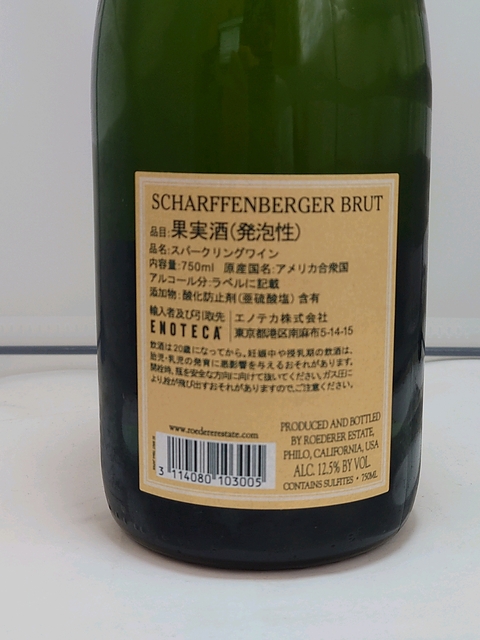 SCHARFFENBERGER BRUT
品目:果実酒(発泡性)
品名:スパークリングワイン
内容量:750ml 原産国名:アメリカ合衆国
アルコール分:ラベルに記載
添加物:酸化防止剤(亜硫酸塩)含有
輸入者及び引取先 エノテカ株式会社
ENOTECA 東京都港区南麻布5-14-15
飲酒は20歳になってから。妊娠中や授乳期の飲酒は、
胎児・乳児の発育に悪影響を与えるおそれがあります。
開栓時、瓶を安全な方向に向けて抜いてください。ガス圧に
より、栓が飛び出すおそれがありますので、ご注意ください。
www.roedererestate.com
3 114080 103005
PRODUCED AND BOTTLED
BY ROEDERER ESTATE,
PHILO, CALIFORNIA, USA
ALC. 12.5% BY VOL
CONTAINS SULFITES • 750ML